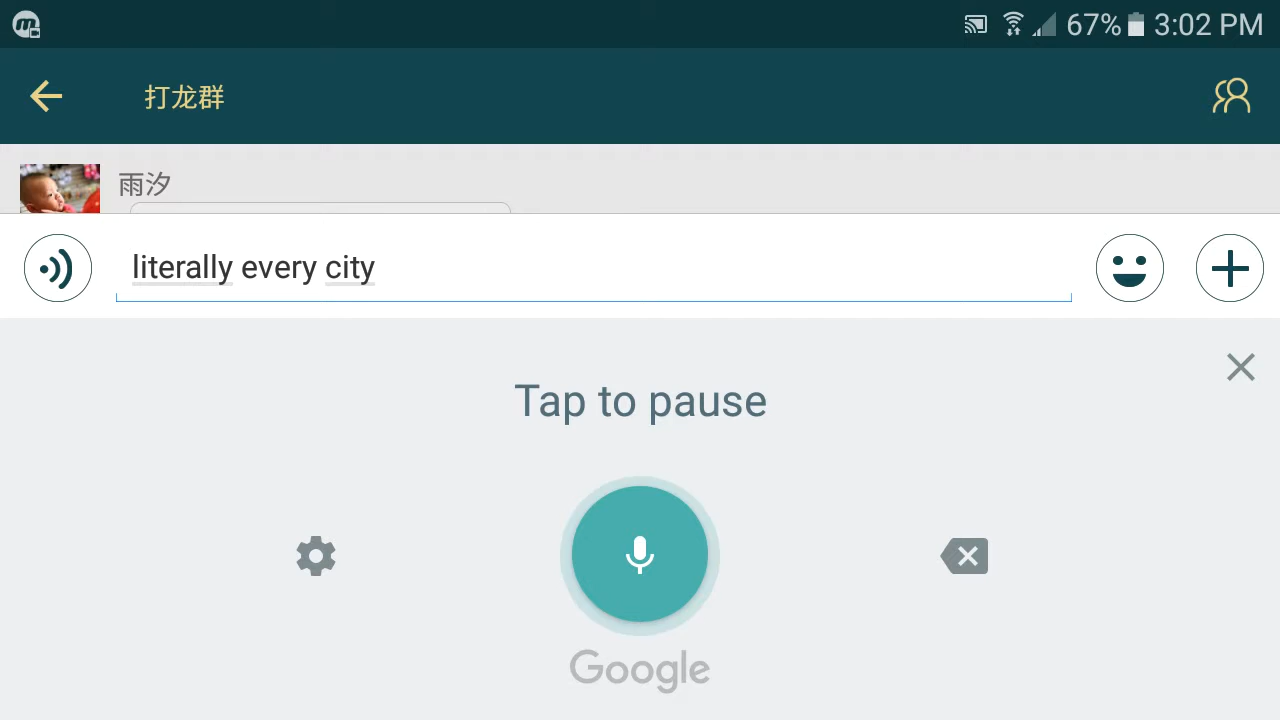 67% 3:02 PM
打龙群
雨汐
literally every city
Tap to pause
Google